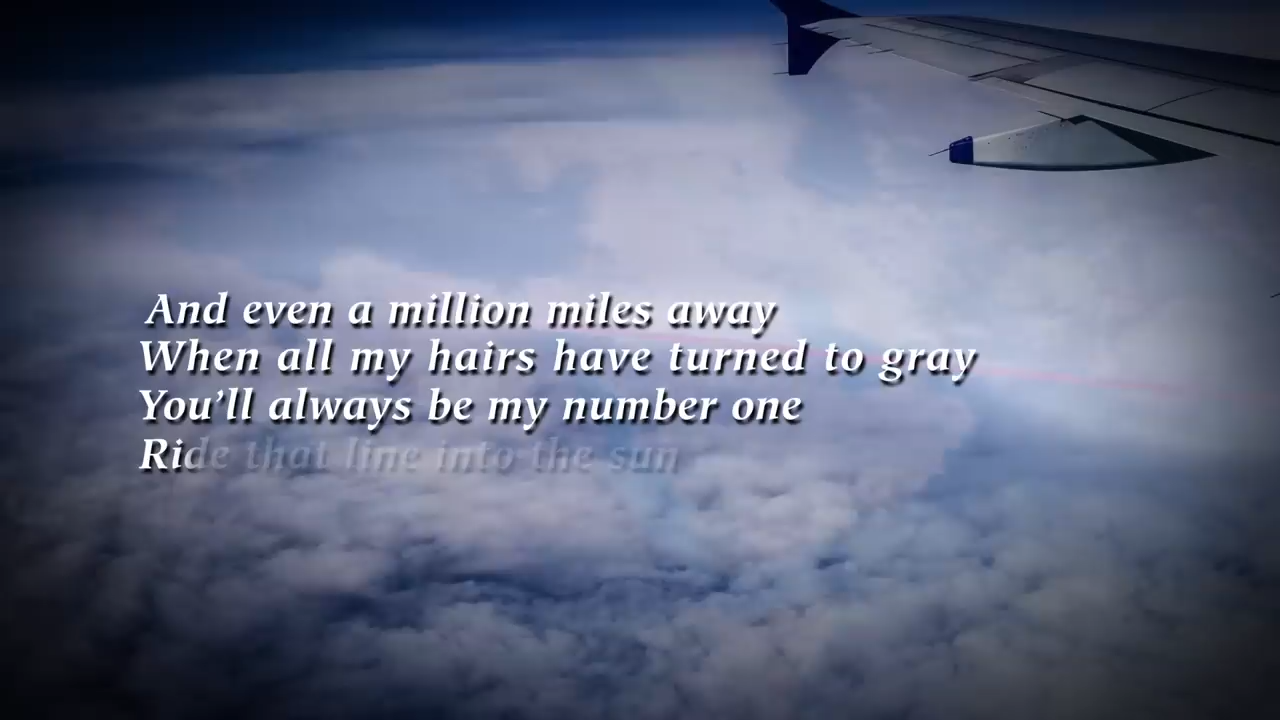 And even a million miles away
When all my hairs have turned to gray
You’ll always be my number one
Ride that line into the sun